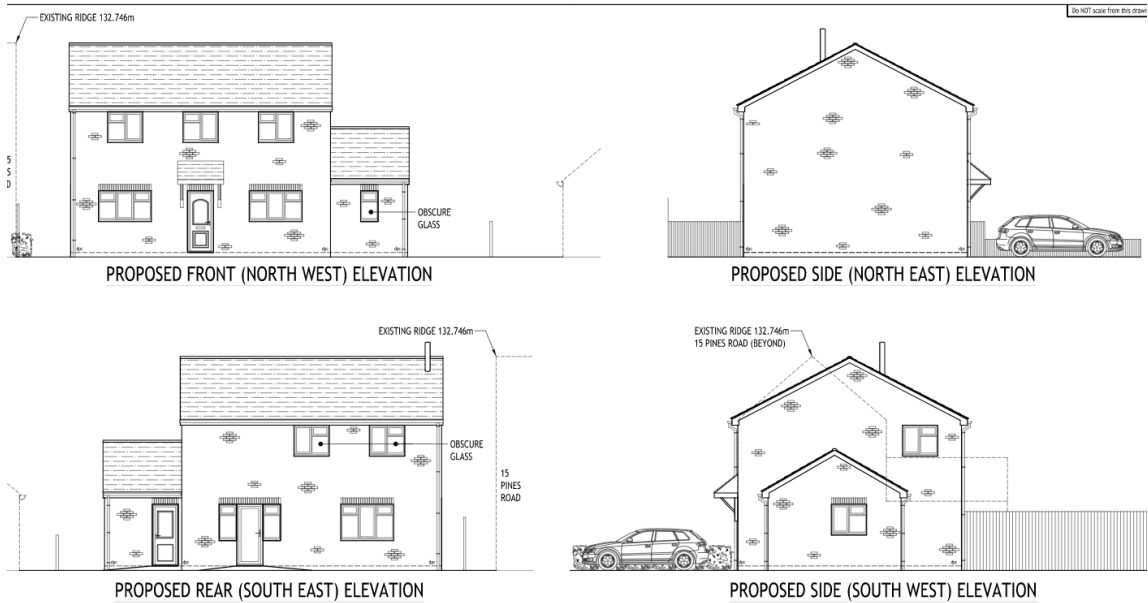 Do NOT scale from this
EXISTING RIDGE 132.746m
OBSCURE
GLASS
PROPOSED FRONT (NORTH WEST) ELEVATION
PROPOSED SIDE (NORTH EAST) ELEVATION
EXISTING RIDGE 132.746m
OBSCURE
GLASS
15
PINES
ROAD
PROPOSED REAR (SOUTH EAST) ELEVATION
EXISTING RIDGE 132.746m
15 PINES ROAD (BEYOND)
PROPOSED SIDE (SOUTH WEST) ELEVATION